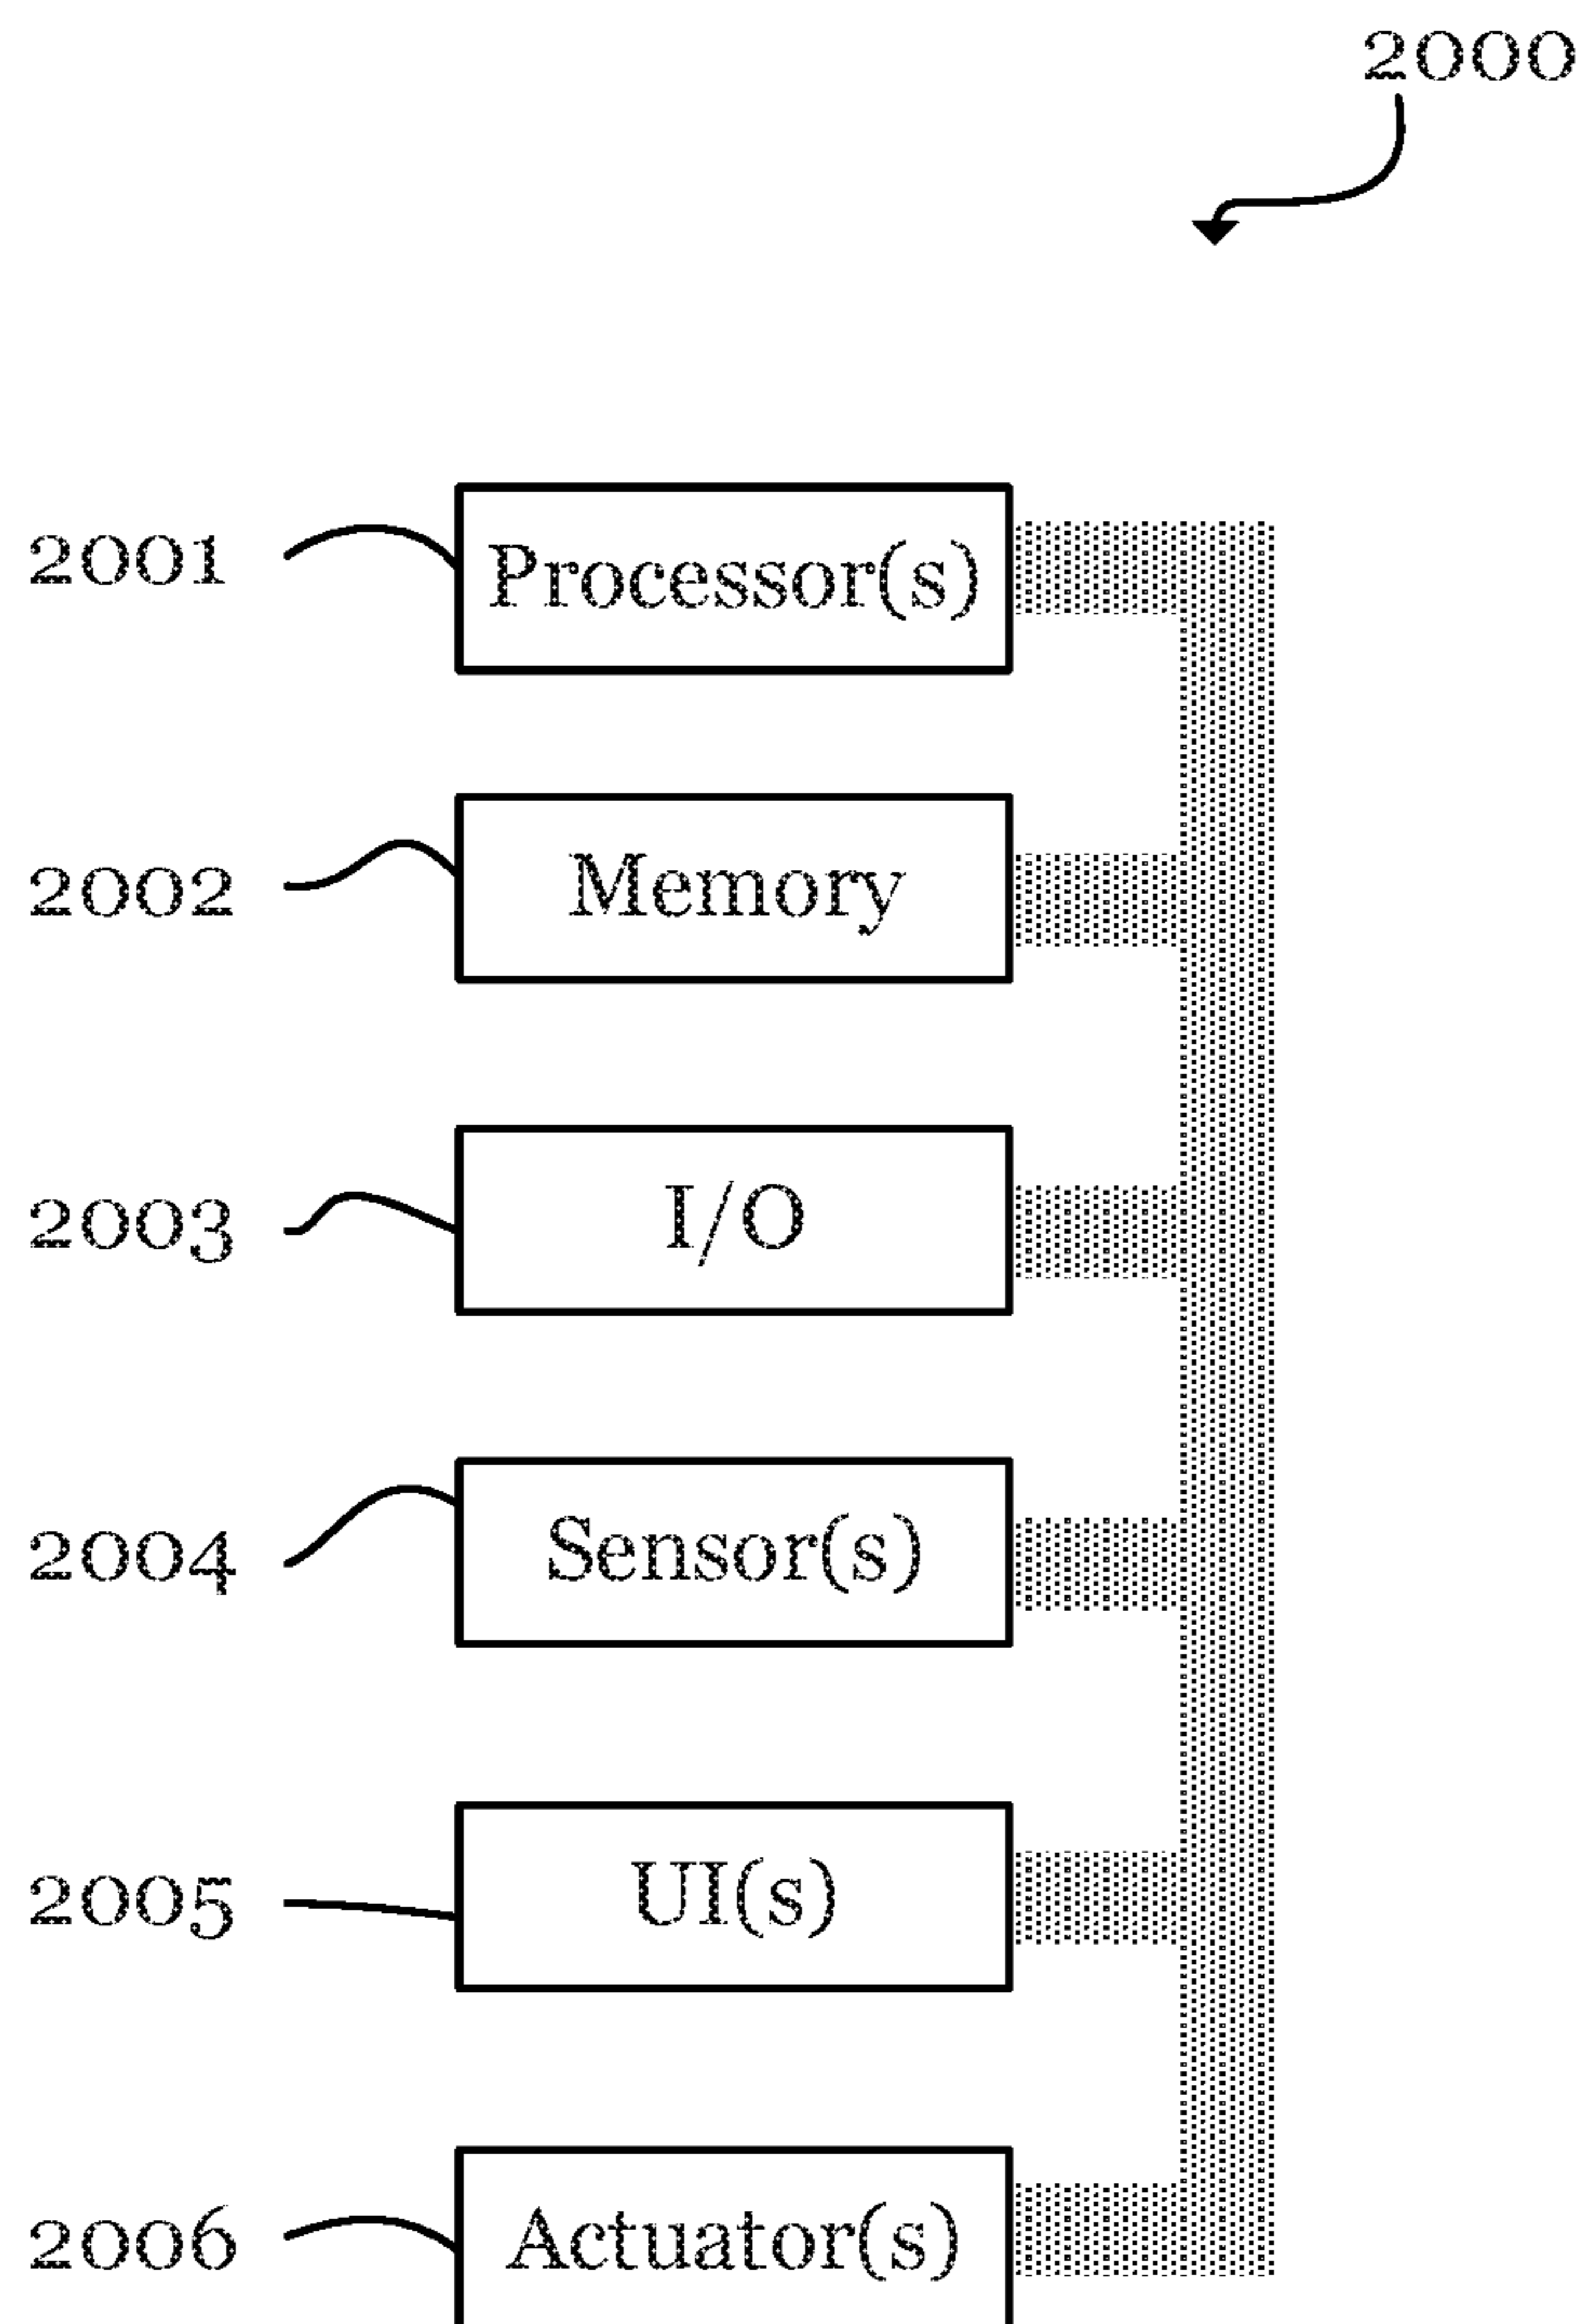 2000
2001 Processor(s)
2002 Memory
2003 I/O
2004 Sensor(s)
2005 UI(s)
2006 Actuator(s)